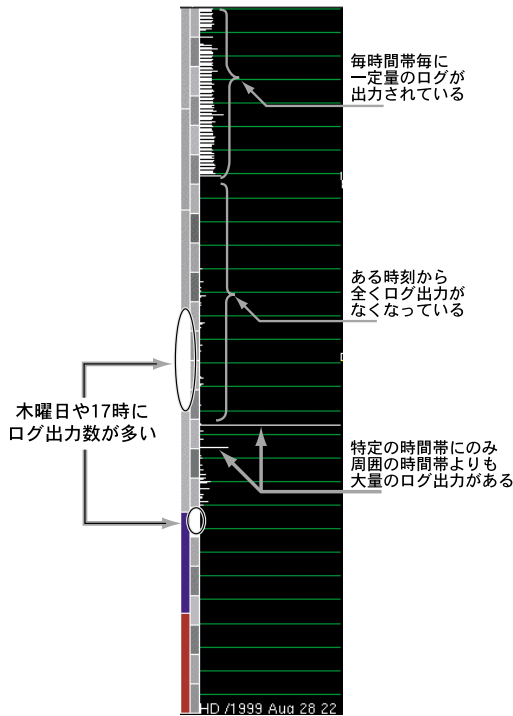 毎時間帯毎に
一定量のログが
出力されている
ある時刻から
全くログ出力が
なくなっている
木曜日や17時に
ログ出力数が多い
特定の時間帯にのみ
周囲の時間帯よりも
大量のログ出力がある
HD /1999 Aug 28 22